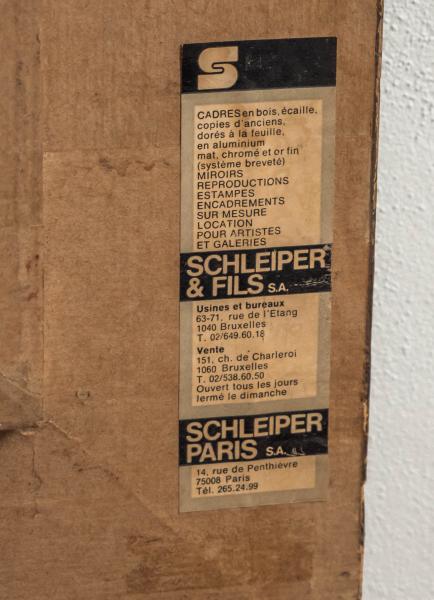 S
CADRES en bois, écaille,
copies d'anciens,
dorés à la feuille,
en aluminium
mat, chromé et or fin
(système breveté)
MIROIRS
REPRODUCTIONS
ESTAMPES
ENCADREMENTS
SUR MESURE
LOCATION
POUR ARTISTES
ET GALERIES
SCHLEIPER
& FILS S.A.
Usines et bureaux
63-71, rue de l'Etang
1040 Bruxelles
T. 02/649.60.18
Vente
151, ch. de Charleroi
1060 Bruxelles
T. 02/538.60.50
Ouvert tous les jours
fermé le dimanche
SCHLEIPER
PARIS S.A.
14, rue de Penthièvre
75008 Paris
Tél. 265.24.99